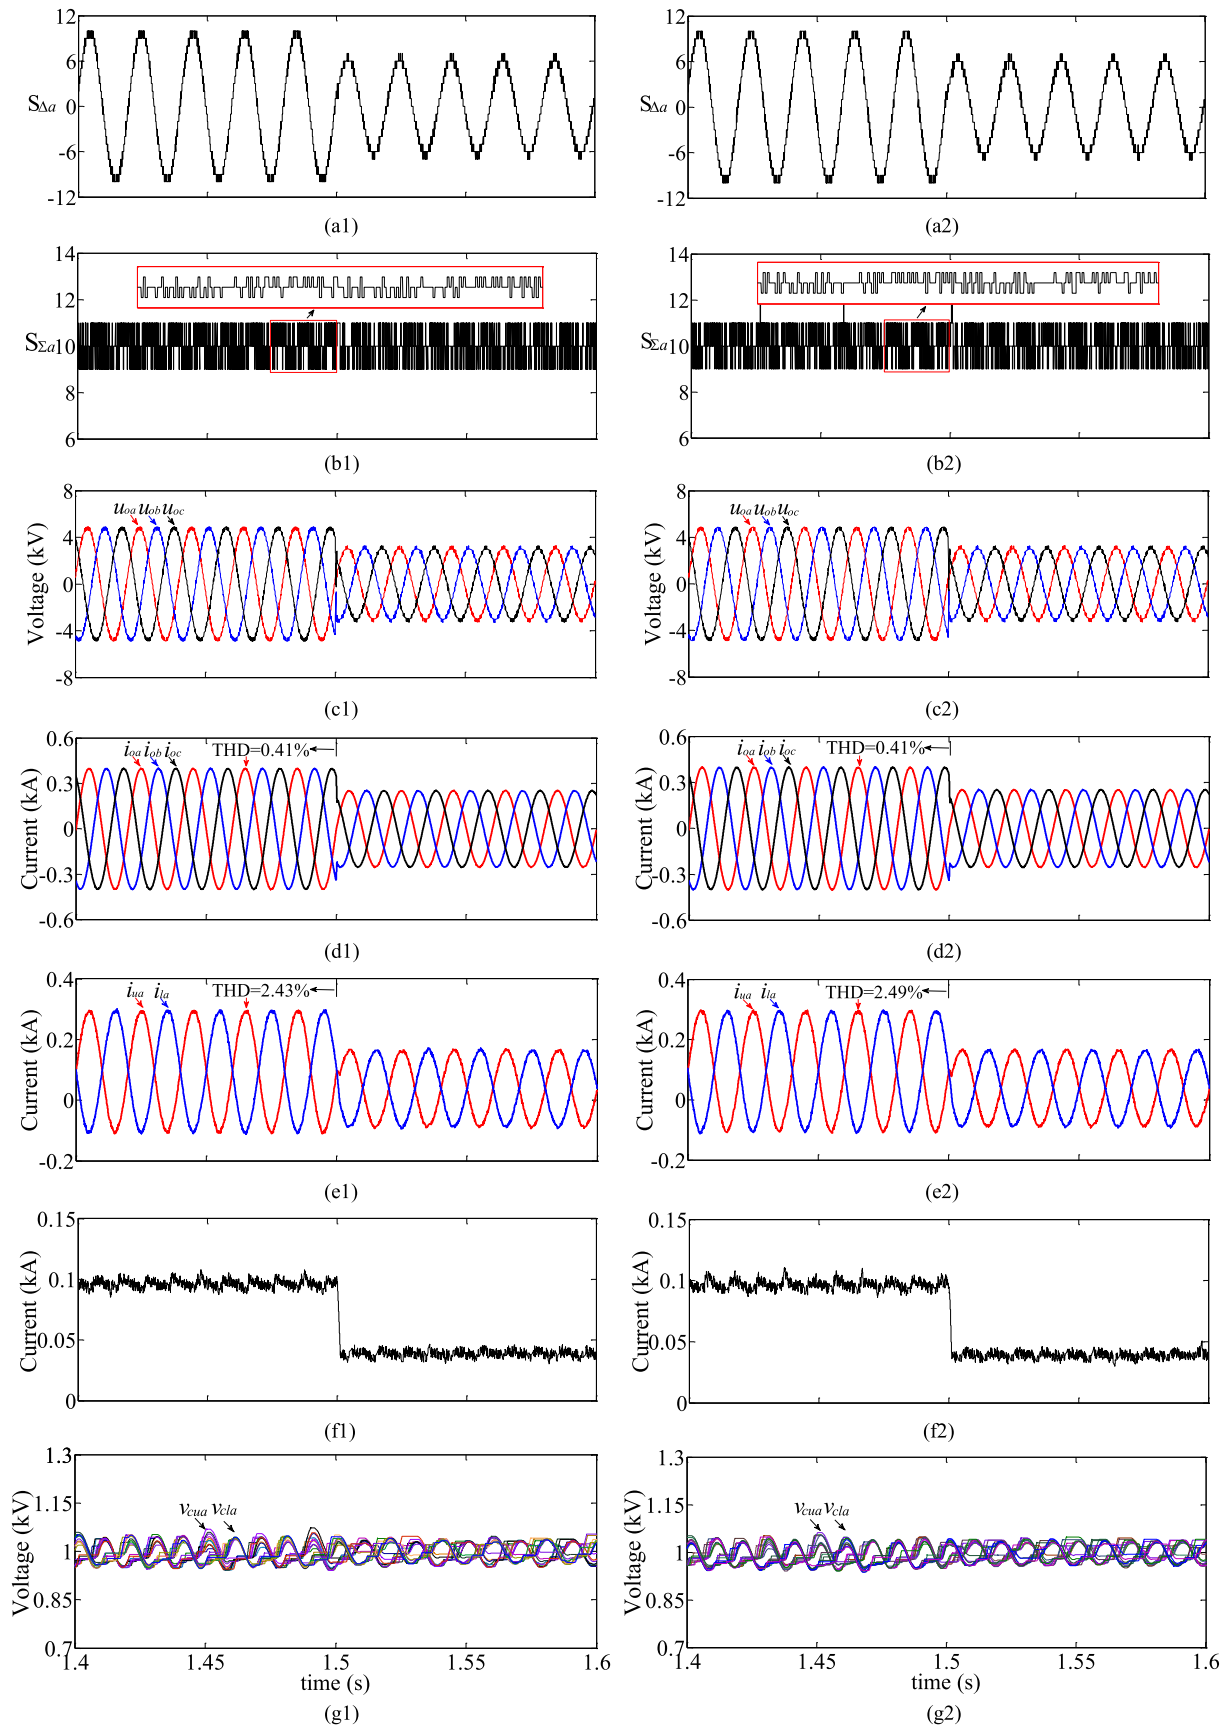 12
6
S∆a 0
-6
-12
(a1)
12
6
S∆a 0
-6
-12
(a2)
14
12
SΣa 10
8
6
(b1)
14
12
SΣa 10
8
6
(b2)
8
uoa uob uoc
4
Voltage (kV)
0
-4
-8
(c1)
8
uoa uob uoc
4
Voltage (kV)
0
-4
-8
(c2)
0.6
ioa iob ioc THD=0.41%
0.3
Current (kA)
0
-0.3
-0.6
(d1)
0.6
ioa iob ioc THD=0.41%
0.3
Current (kA)
0
-0.3
-0.6
(d2)
0.4
iua ila THD=2.43%
0.2
Current (kA)
0
-0.2
(e1)
0.4
iua ila THD=2.49%
0.2
Current (kA)
0
-0.2
(e2)
0.15
0.1
Current (kA)
0.05
0
(f1)
0.15
0.1
Current (kA)
0.05
0
(f2)
1.3
1.15
vcua vcla
Voltage (kV)
1
0.85
0.7
1.4 1.45 1.5 1.55 1.6
time (s)
(g1)
1.3
1.15
vcua vcla
Voltage (kV)
1
0.85
0.7
1.4 1.45 1.5 1.55 1.6
time (s)
(g2)